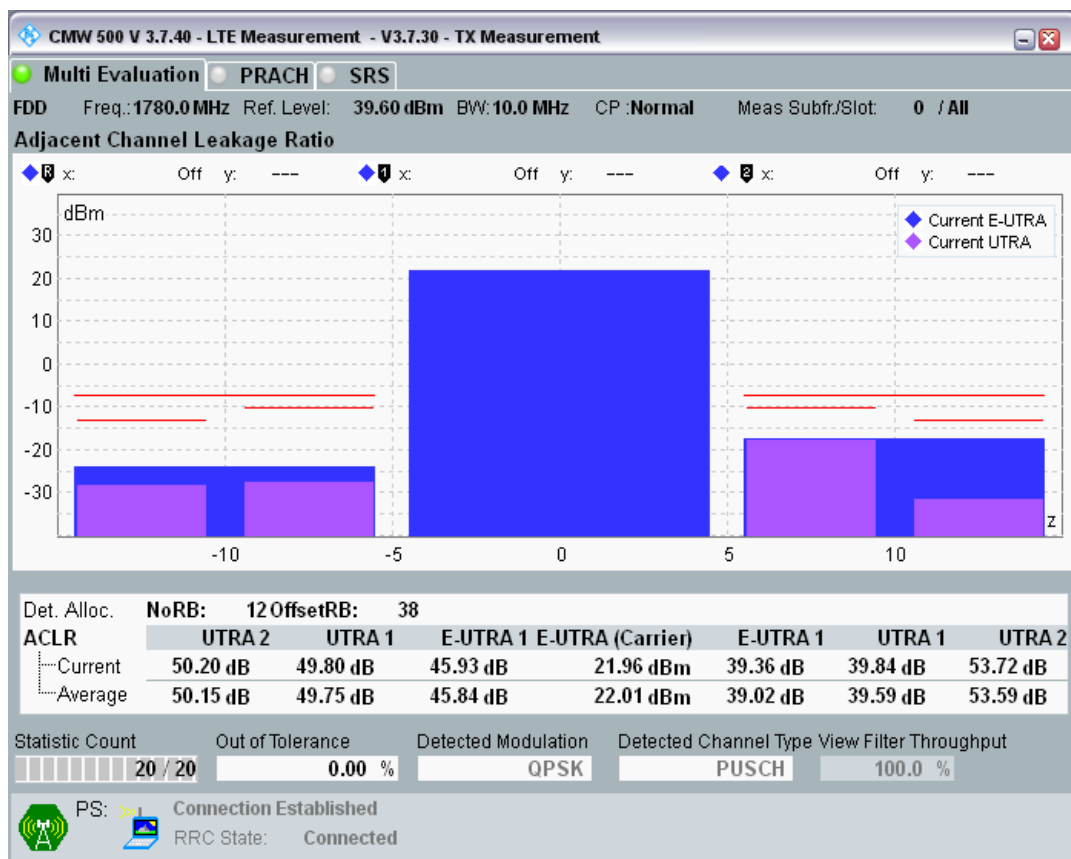 CMW 500 V 3.7.40 - LTE Measurement - V3.7.30 - TX Measurement
Multi Evaluation PRACH SRS
FDD Freq.: 1780.0 MHz Ref. Level: 39.60 dBm BW: 10.0 MHz CP :Normal Meas Subfr./Slot: 0 / All
Adjacent Channel Leakage Ratio
R x: Off y: --- 1 x: Off y: --- 2 x: Off y: ---
dBm
Current E-UTRA
Current UTRA
30
20
10
0
-10
-20
-30
z
-10 -5 0 5 10
Det. Alloc. NoRB: 12 OffsetRB: 38
ACLR UTRA 2 UTRA 1 E-UTRA 1 E-UTRA (Carrier) E-UTRA 1 UTRA 1 UTRA 2
Current 50.20 dB 49.80 dB 45.93 dB 21.96 dBm 39.36 dB 39.84 dB 53.72 dB
Average 50.15 dB 49.75 dB 45.84 dB 22.01 dBm 39.02 dB 39.59 dB 53.59 dB
Statistic Count Out of Tolerance Detected Modulation Detected Channel Type View Filter Throughput
20 / 20 0.00 % QPSK PUSCH 100.0 %
PS: Connection Established
RRC State: Connected